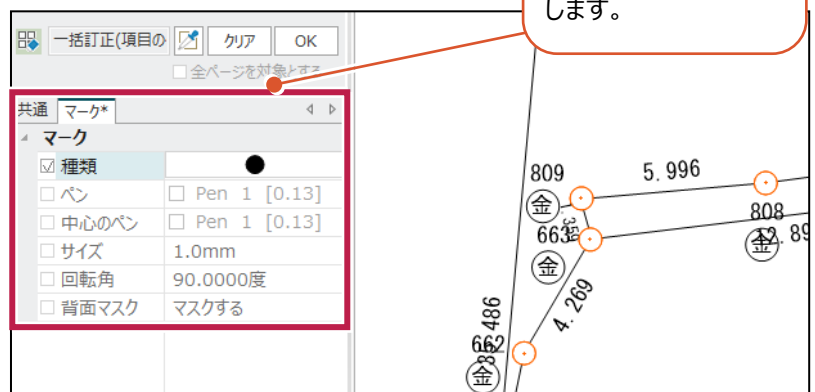 します。
一括訂正(項目の
クリア
OK
全ページを対象とする
共通
マーク*
マーク
種類
ペン
Pen 1 [0.13]
中心のペン
Pen 1 [0.13]
サイズ
1.0mm
回転角
90.0000度
背面マスク
マスクする
809
5.996
金
808
663
金
金
4.269
662
金